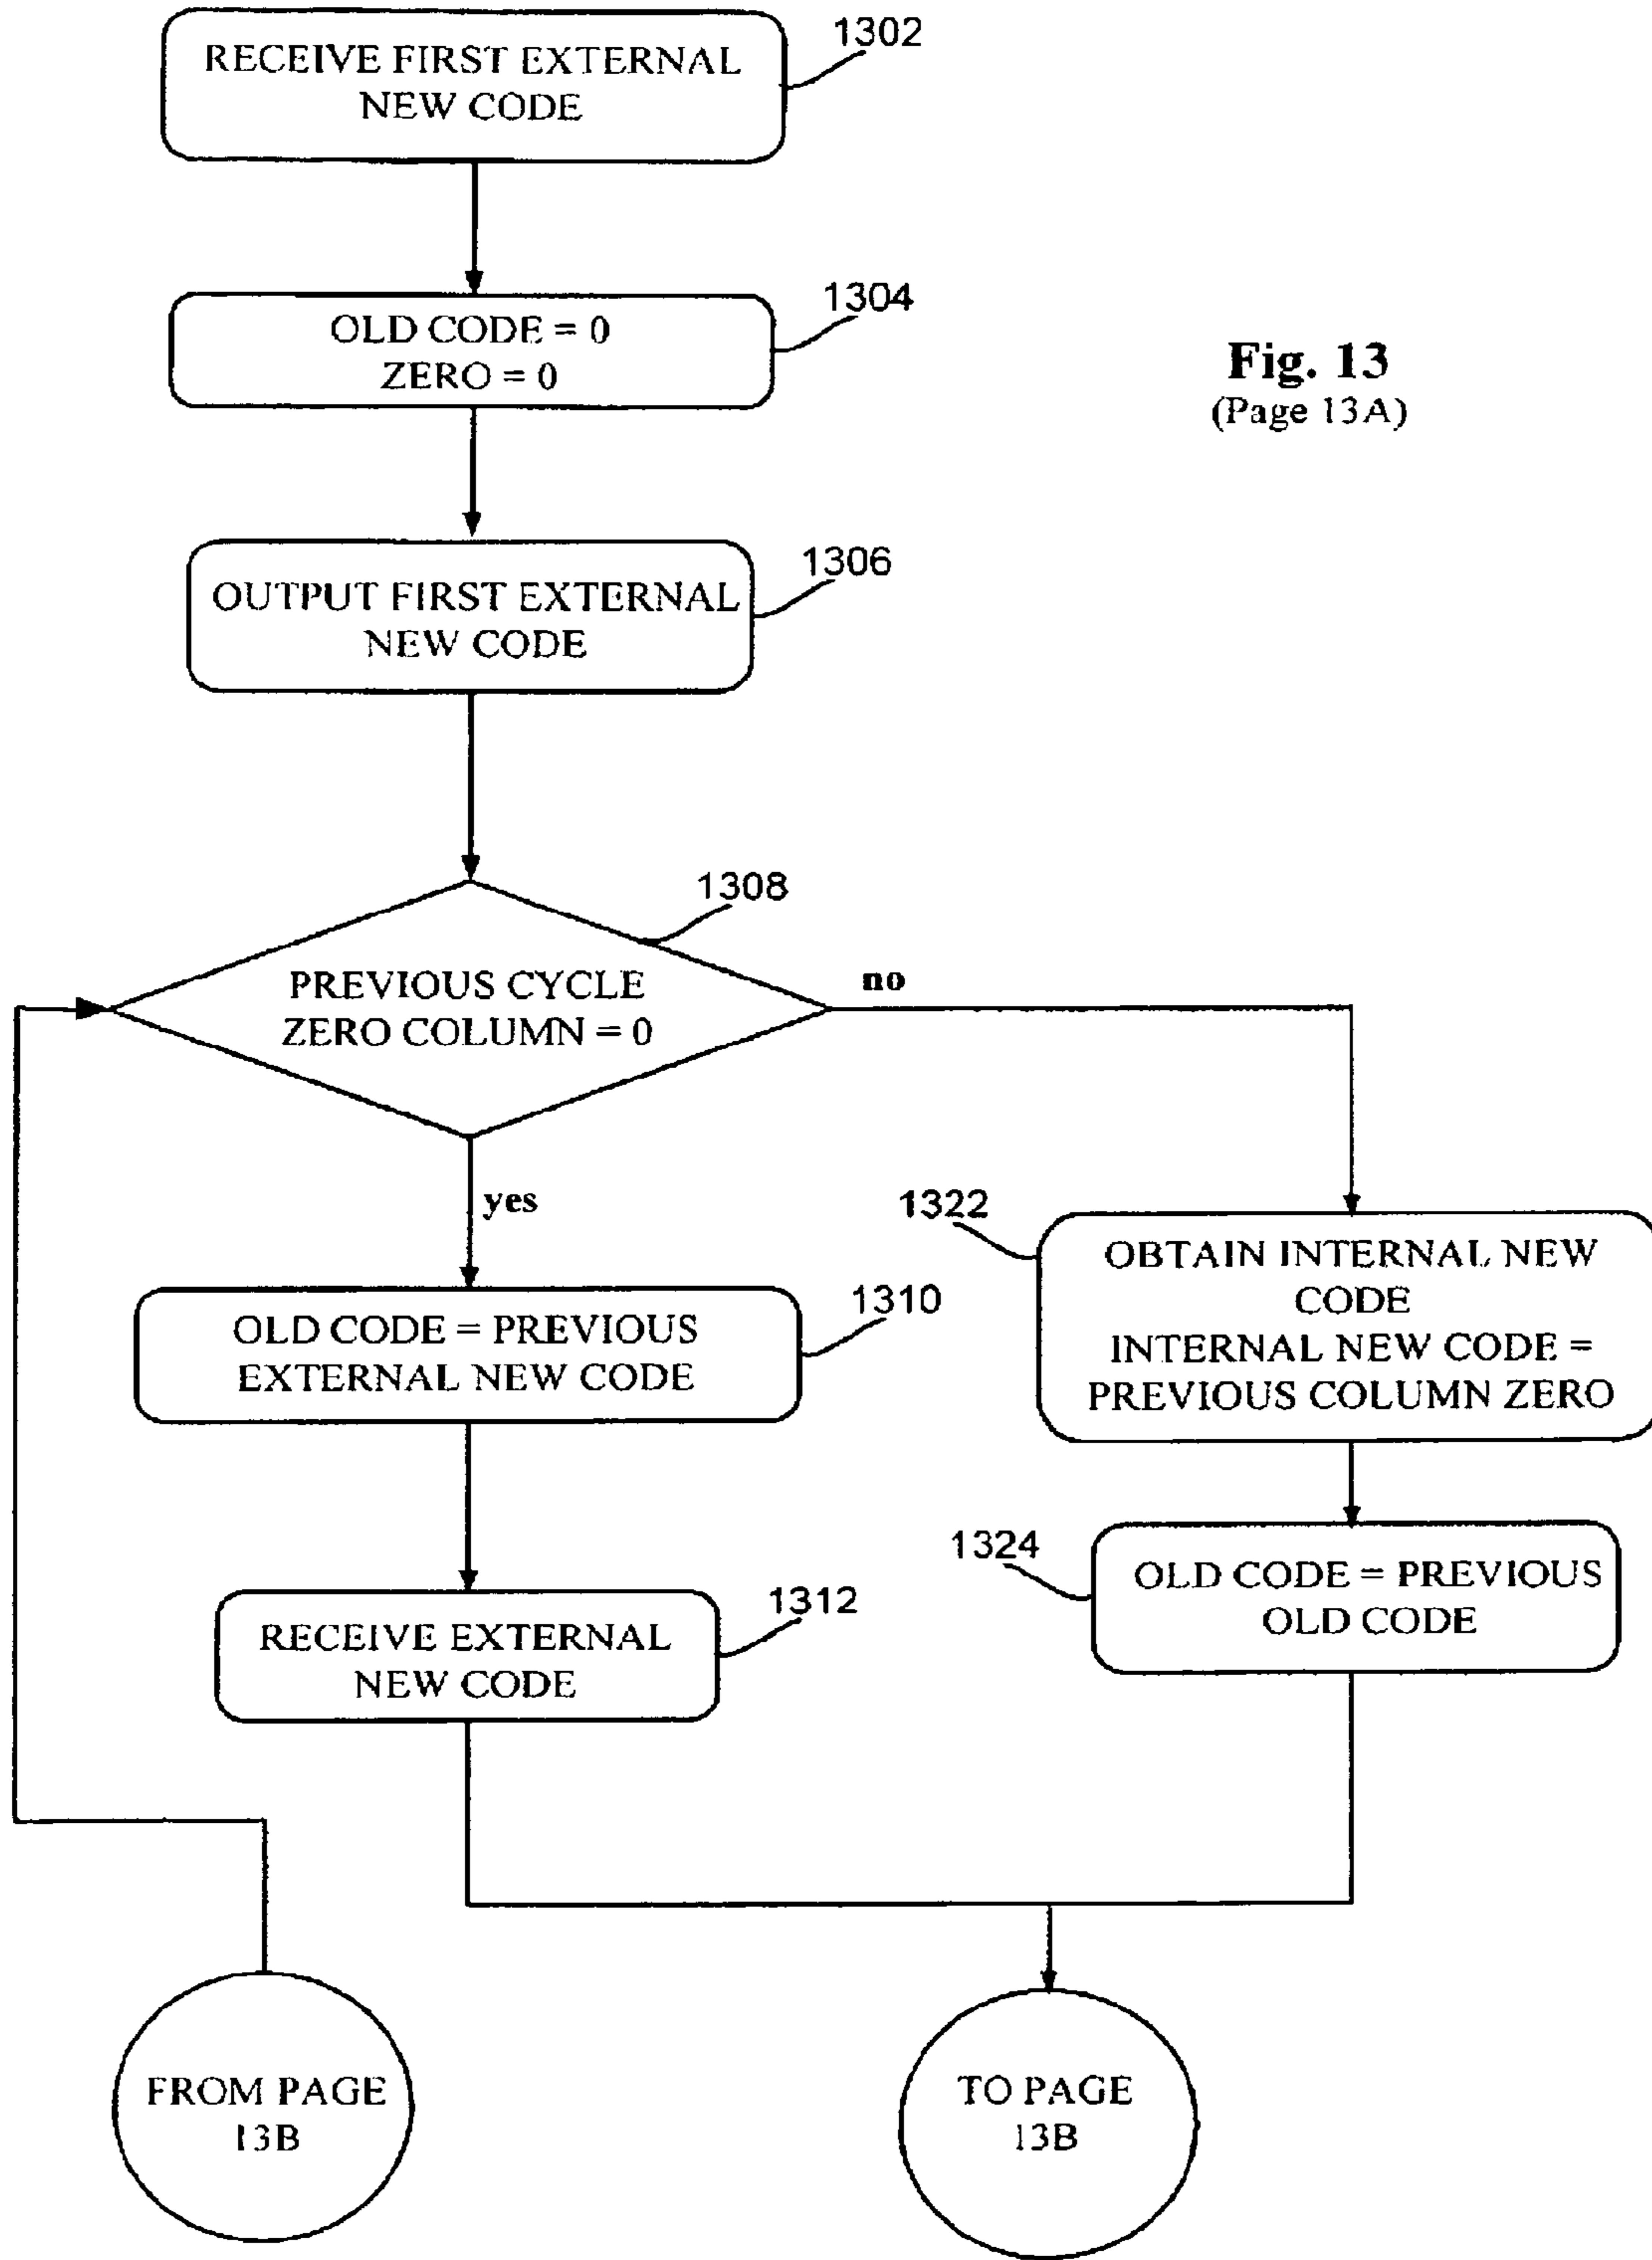 1302
RECEIVE FIRST EXTERNAL
NEW CODE
1304
OLD CODE = 0
ZERO = 0
Fig. 13
(Page 13A)
1306
OUTPUT FIRST EXTERNAL
NEW CODE
1308
PREVIOUS CYCLE
ZERO COLUMN = 0
no
yes
1310
OLD CODE = PREVIOUS
EXTERNAL NEW CODE
1322
OBTAIN INTERNAL NEW
CODE
INTERNAL NEW CODE =
PREVIOUS COLUMN ZERO
1312
RECEIVE EXTERNAL
NEW CODE
1324
OLD CODE = PREVIOUS
OLD CODE
FROM PAGE
13B
TO PAGE
13B